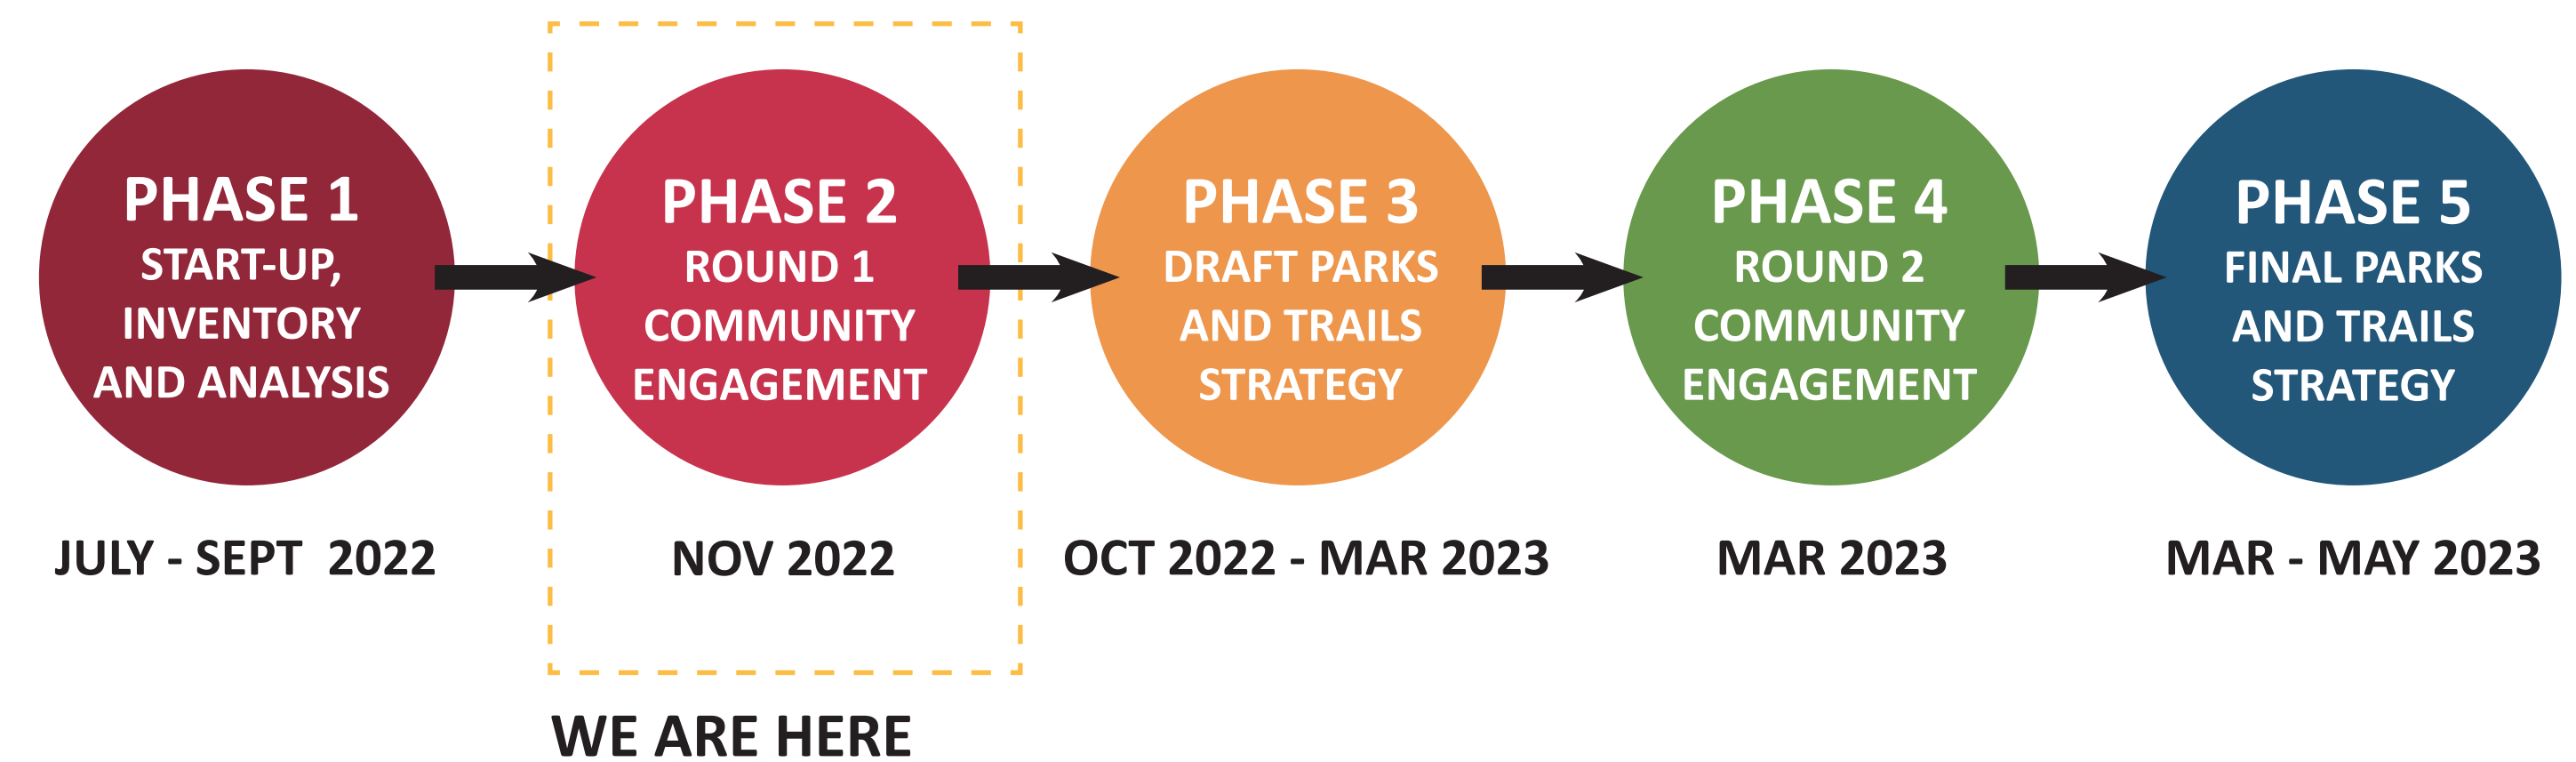 PHASE 1
START-UP,
INVENTORY
AND ANALYSIS
JULY - SEPT 2022
PHASE 2
ROUND 1
COMMUNITY
ENGAGEMENT
NOV 2022
WE ARE HERE
PHASE 3
DRAFT PARKS
AND TRAILS
STRATEGY
OCT 2022 - MAR 2023
PHASE 4
ROUND 2
COMMUNITY
ENGAGEMENT
MAR 2023
PHASE 5
FINAL PARKS
AND TRAILS
STRATEGY
MAR - MAY 2023